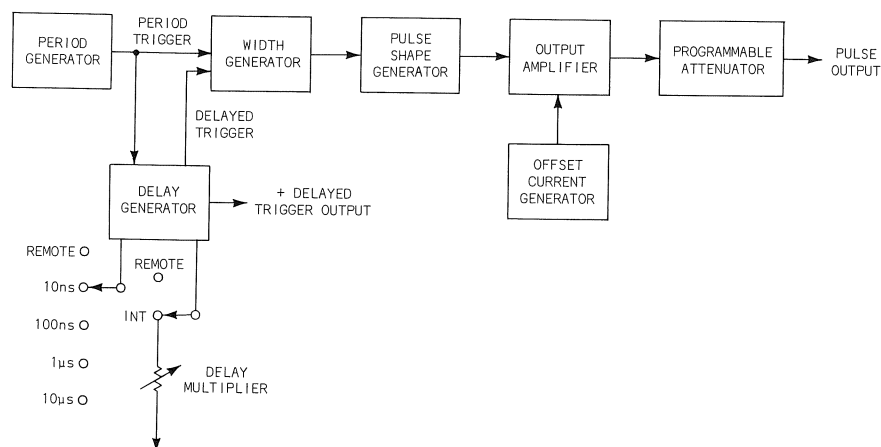 PERIOD
GENERATOR
PERIOD
TRIGGER
WIDTH
GENERATOR
PULSE
SHAPE
GENERATOR
OUTPUT
AMPLIFIER
PROGRAMMABLE
ATTENUATOR
PULSE
OUTPUT
DELAYED
TRIGGER
OFFSET
CURRENT
GENERATOR
DELAY
GENERATOR
+ DELAYED
TRIGGER OUTPUT
REMOTE
REMOTE
10ns
INT
100ns
1µs
DELAY
MULTIPLIER
10µs